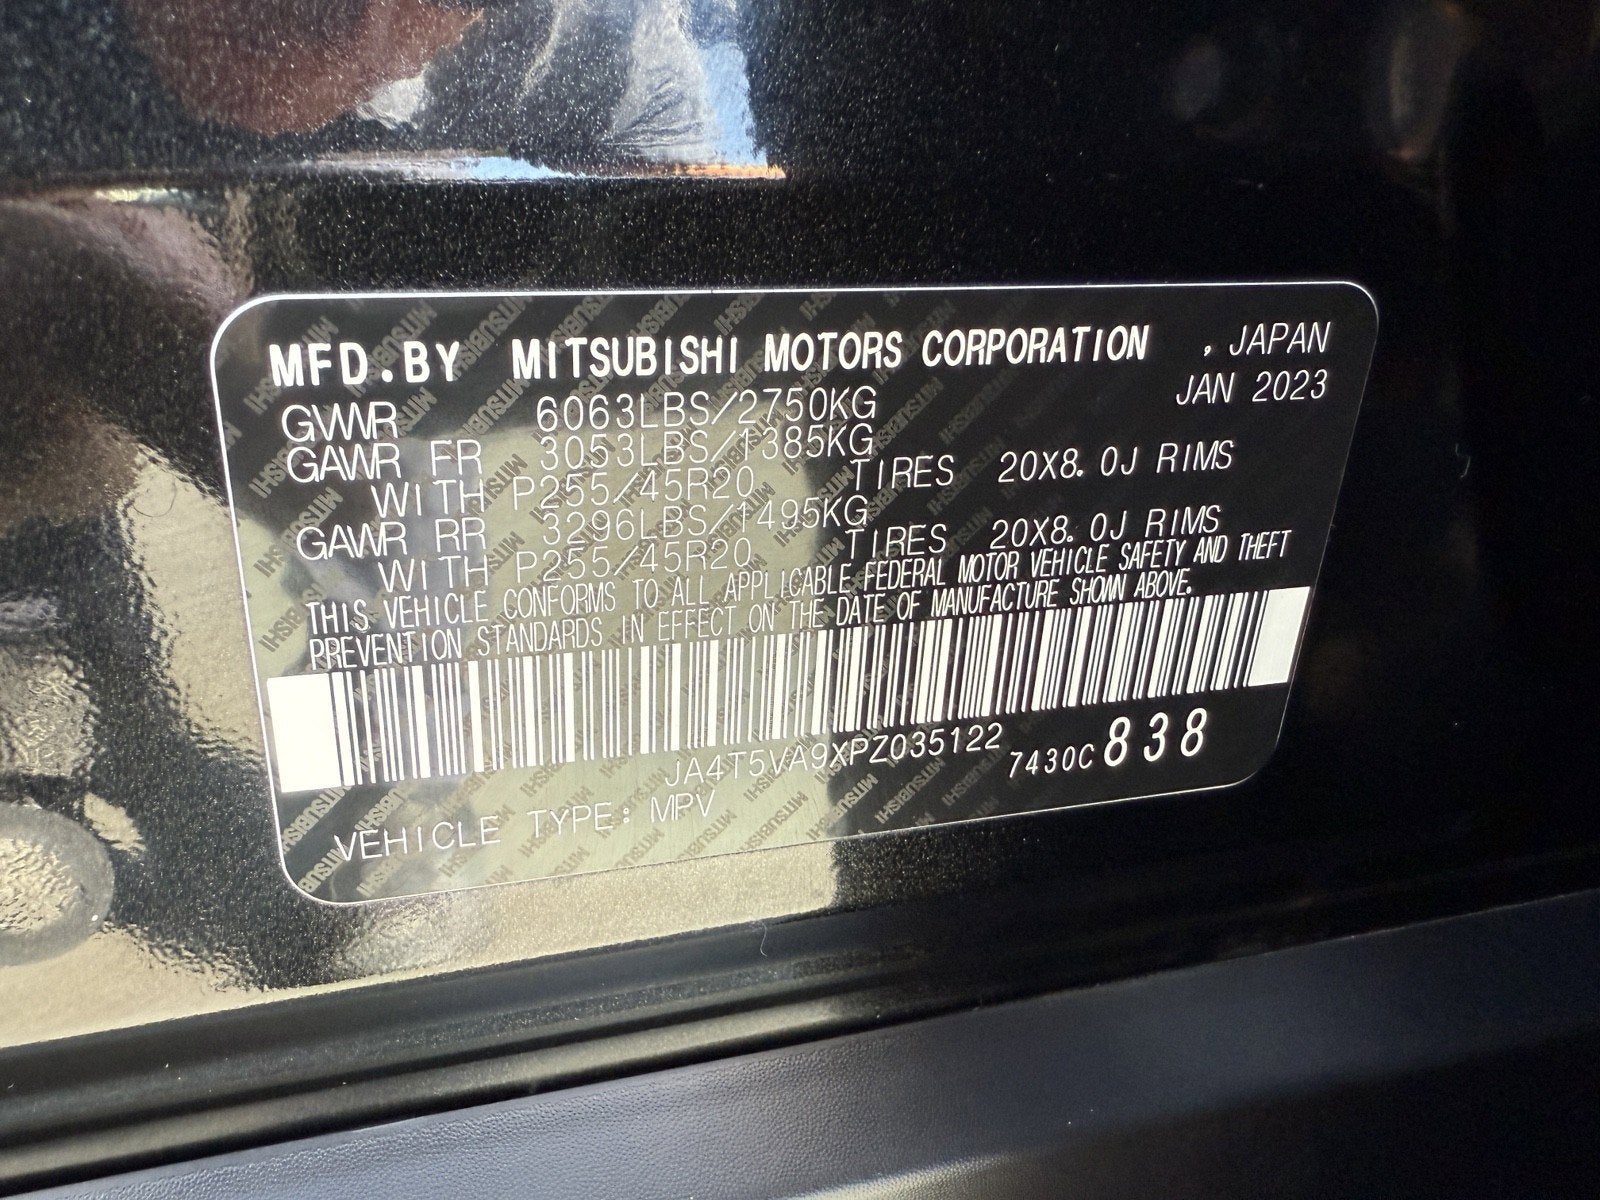 MFD.BY MITSUBISHI MOTORS CORPORATION , JAPAN
JAN 2023
GVWR 6063LBS/2750KG
GAWR FR 3053LBS/1385KG
WITH P255/45R20 TIRES 20X8.0J RIMS
GAWR RR 3296LBS/1495KG
WITH P255/45R20 TIRES 20X8.0J RIMS
THIS VEHICLE CONFORMS TO ALL APPLICABLE FEDERAL MOTOR VEHICLE SAFETY AND THEFT
PREVENTION STANDARDS IN EFFECT ON THE DATE OF MANUFACTURE SHOWN ABOVE.
JA4T5VA9XPZ035122 7430C 838
VEHICLE TYPE: MPV